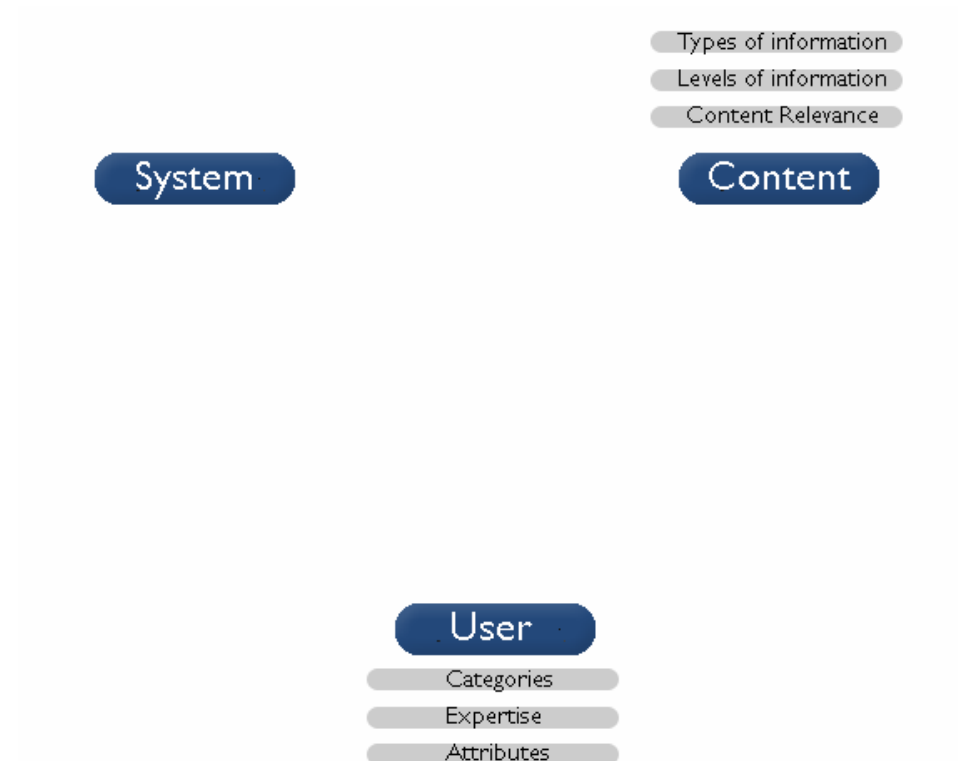 Types of information
Levels of information
Content Relevance
System
Content
User
Categories
Expertise
Attributes